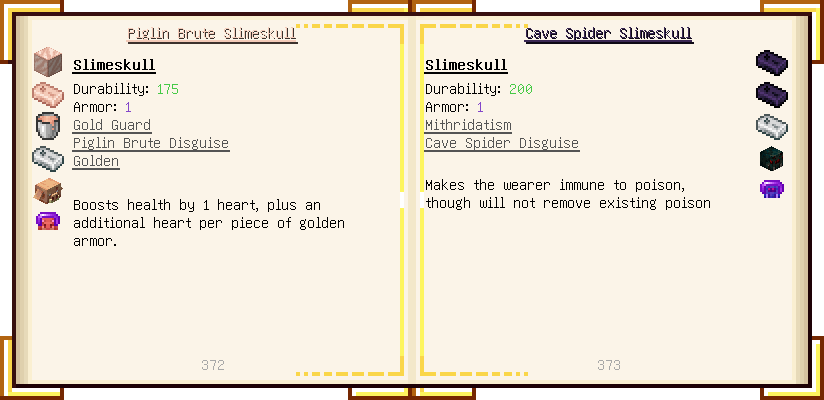 Piglin Brute Slimeskull
Slimeskull
Durability: 175
Armor: 1
Gold Guard
Piglin Brute Disguise
Golden
Boosts health by 1 heart, plus an
additional heart per piece of golden
armor.
372
Cave Spider Slimeskull
Slimeskull
Durability: 200
Armor: 1
Mithridatism
Cave Spider Disguise
Makes the wearer immune to poison,
though will not remove existing poison
373